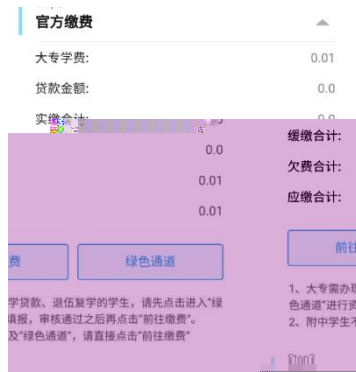 官方缴费
大专学费: 0.01
贷款金额: 0.0
实缴合计: 0.0
缓缴合计:
0.0
欠费合计:
0.01
应缴合计:
0.01
费
绿色通道
前往
学贷款、退伍复学的学生，请先点击进入"绿
填报，审核通过之后再点击"前往缴费"。
及"绿色通道"，请直接点击"前往缴费"
1、大专需办理
色通道"进行资
2、附中学生不